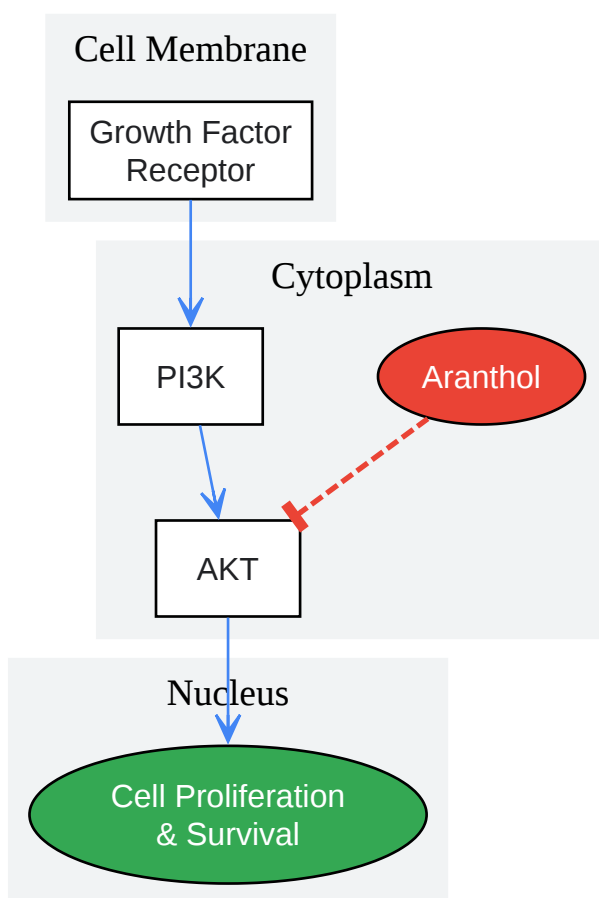 Cell Membrane
Growth Factor
Receptor
Cytoplasm
PI3K
Aranthol
AKT
Nucleus
Cell Proliferation
& Survival